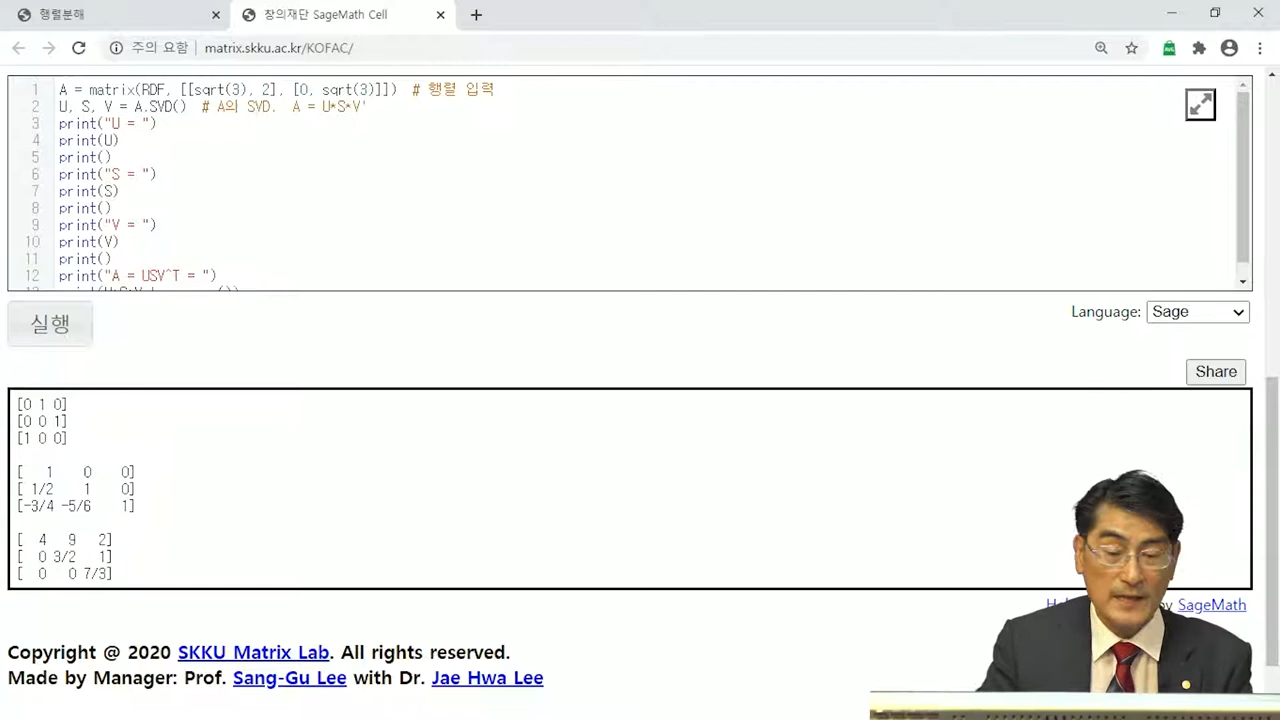 행렬분해
창의재단 SageMath Cell
주의 요함
matrix.skku.ac.kr/KOFAC/
1 A = matrix(RDF, [[sqrt(3), 2], [0, sqrt(3)]]) # 행렬 입력
2 U, S, V = A.SVD() # A의 SVD. A = U*S*V'
3 print("U = ")
4 print(U)
5 print()
6 print("S = ")
7 print(S)
8 print()
9 print("V = ")
10 print(V)
11 print()
12 print("A = USV^T = ")
실행
Language: Sage
Share
[0 1 0]
[0 0 1]
[1 0 0]
[ 1 0 0]
[ 1/2 1 0]
[-3/4 -5/6 1]
[ 4 9 2]
[ 0 3/2 1]
[ 0 0 7/3]
by SageMath
Copyright @ 2020 SKKU Matrix Lab. All rights reserved.
Made by Manager: Prof. Sang-Gu Lee with Dr. Jae Hwa Lee